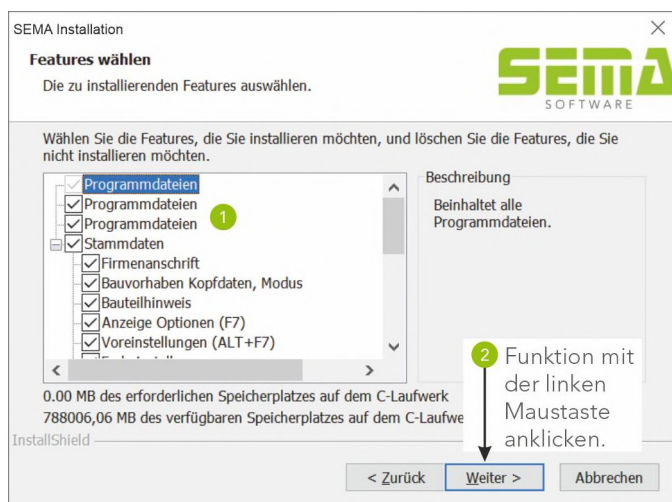 SEMA Installation
Features wählen
Die zu installierenden Features auswählen.
SEMA
SOFTWARE
Wählen Sie die Features, die Sie installieren möchten, und löschen Sie die Features, die Sie
nicht installieren möchten.
Programmdateien
Programmdateien
Programmdateien
1
Stammdaten
Firmenanschrift
Bauvorhaben Kopfdaten, Modus
Bauteilhinweis
Anzeige Optionen (F7)
Voreinstellungen (ALT+F7)
Beschreibung
Beinhaltet alle
Programmdateien.
2 Funktion mit
der linken
Maustaste
anklicken.
0.00 MB des erforderlichen Speicherplatzes auf dem C-Laufwerk
788006,06 MB des verfügbaren Speicherplatzes auf dem C-Laufwe
InstallShield
< Zurück
Weiter >
Abbrechen